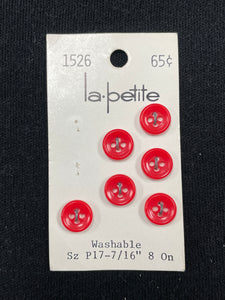 1526 65¢
la·petite
Washable
Sz P17-7/16" 8 On